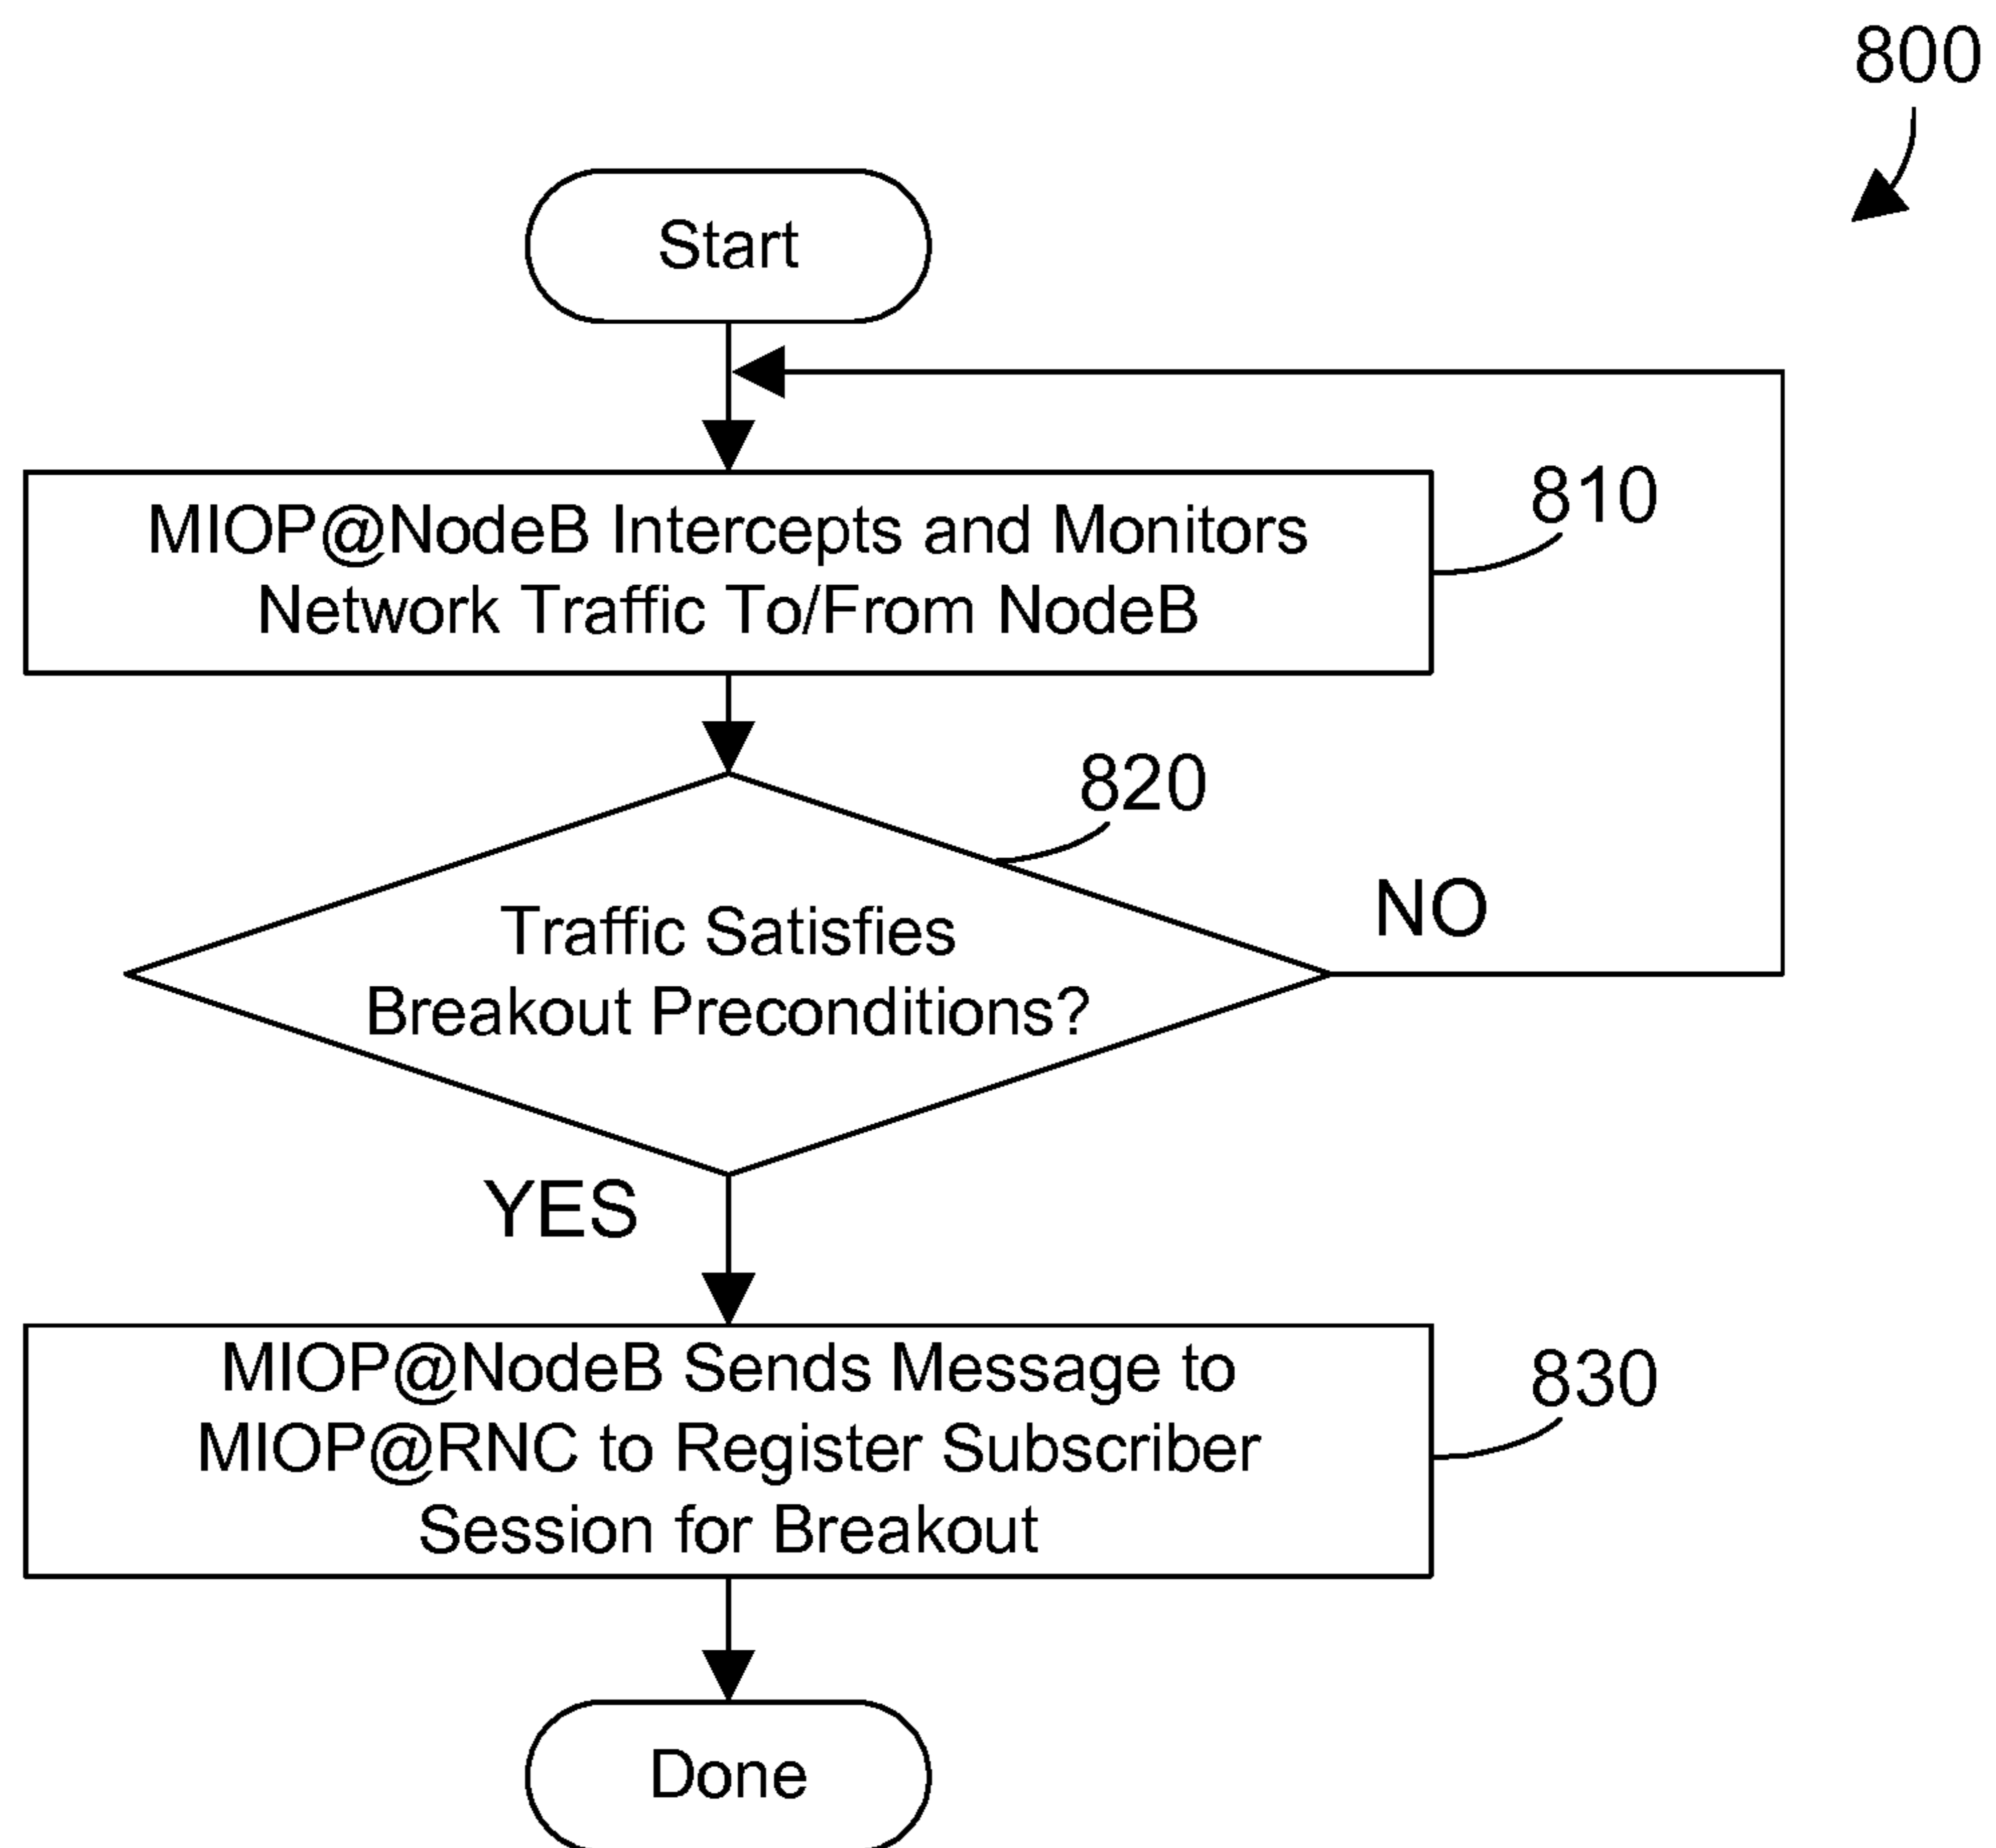 800
Start
MIOP@NodeB Intercepts and Monitors
Network Traffic To/From NodeB
810
820
Traffic Satisfies
Breakout Preconditions?
NO
YES
MIOP@NodeB Sends Message to
MIOP@RNC to Register Subscriber
Session for Breakout
830
Done